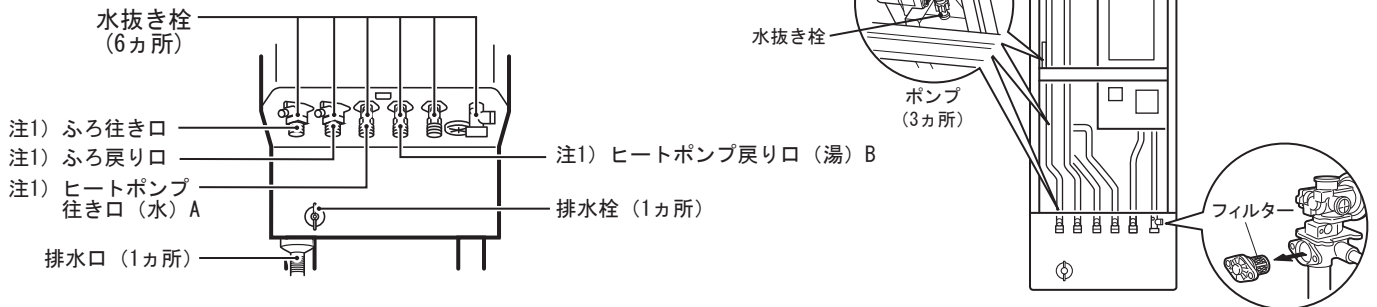 水抜き栓
(6ヵ所)
注1) ふろ往き口
注1) ふろ戻り口
注1) ヒートポンプ
往き口 (水) A
排水口 (1ヵ所)
注1) ヒートポンプ戻り口 (湯) B
排水栓 (1ヵ所)
水抜き栓
ポンプ
(3ヵ所)
フィルター